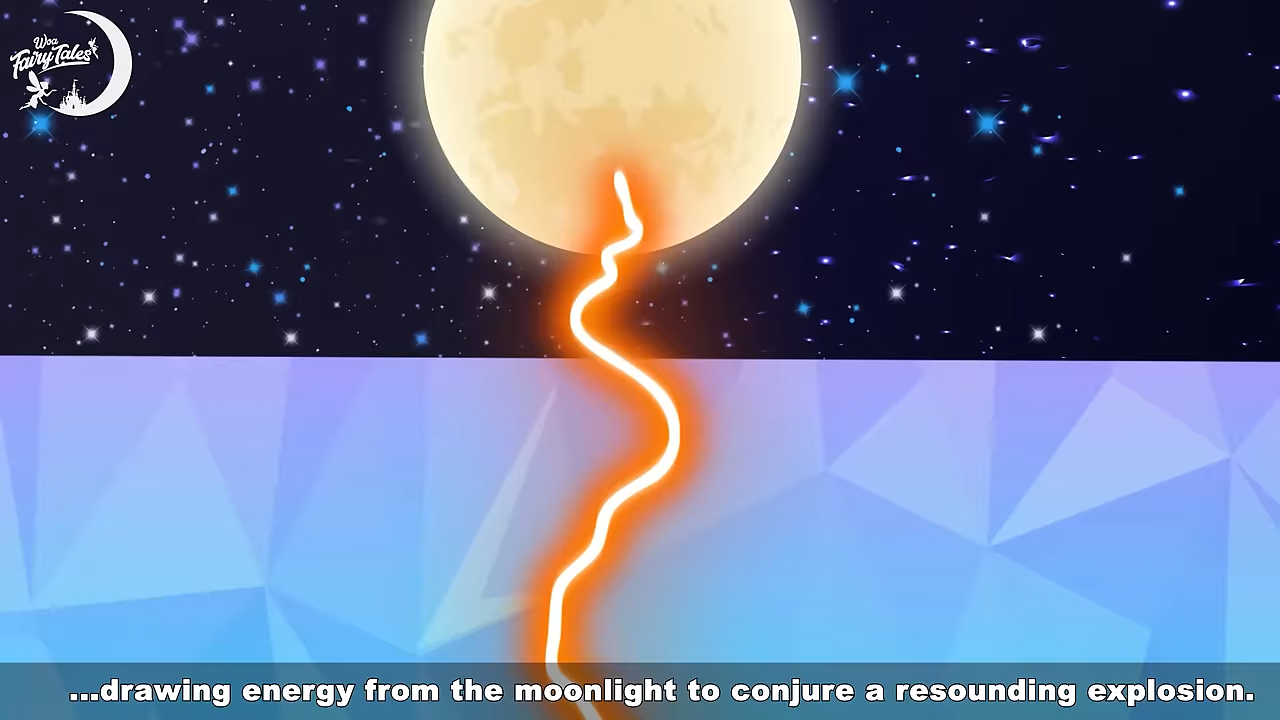 Woa
Fairy Tales
...drawing energy from the moonlight to conjure a resounding explosion.